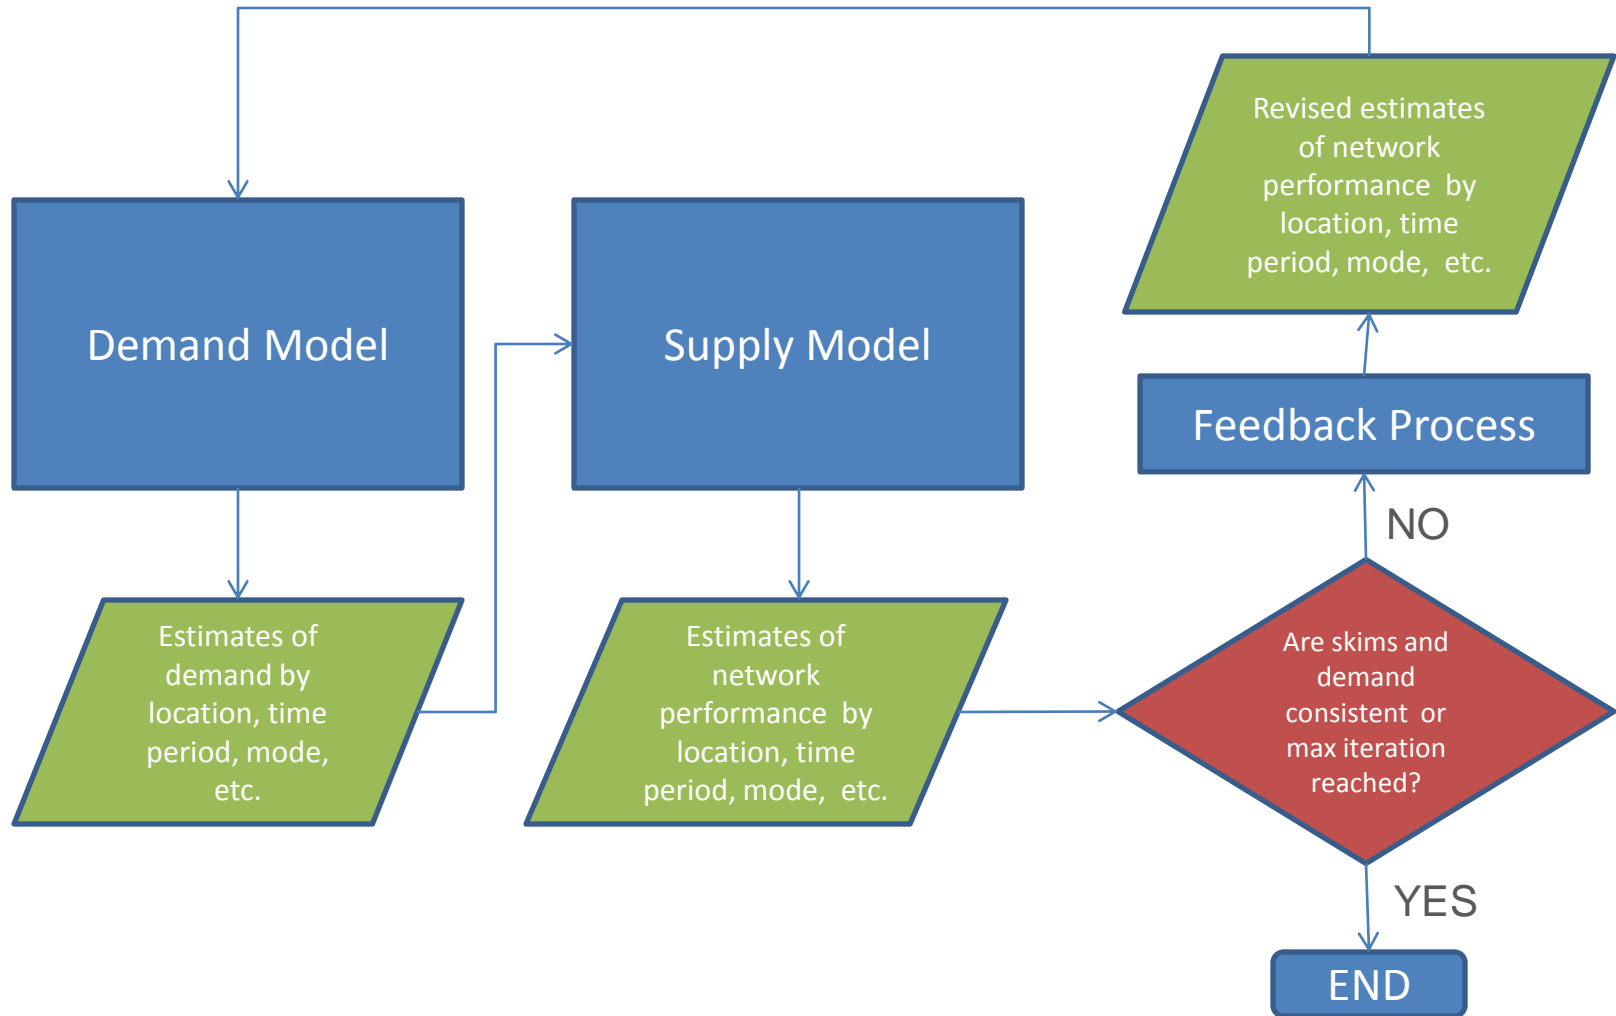 Demand Model
Supply Model
Estimates of
demand by
location, time
period, mode,
etc.
Estimates of
network
performance by
location, time
period, mode, etc.
Are skims and
demand
consistent or
max iteration
reached?
NO
Feedback Process
Revised estimates
of network
performance by
location, time
period, mode, etc.
YES
END